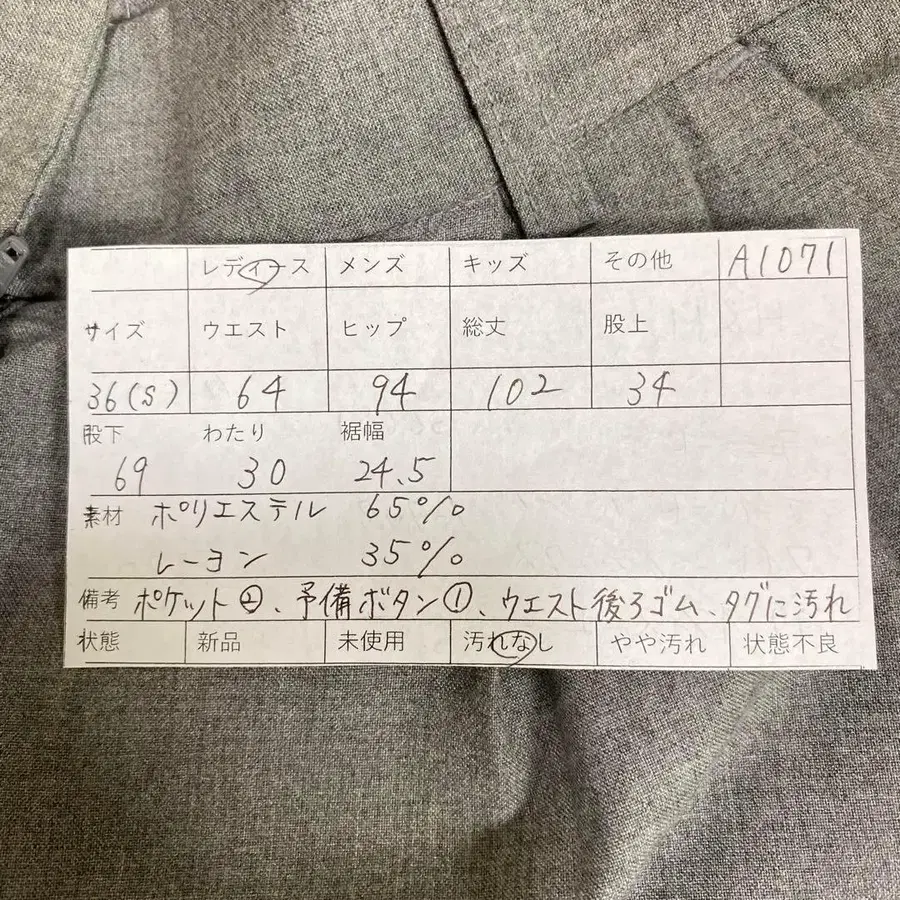 レディース メンズ キッズ その他 A1071
サイズ ウエスト ヒップ 総丈 股上
36(S) 64 94 102 34
股下 わたり 裾幅
69 30 24.5
素材 ポリエステル 65%
レーヨン 35%
備考 ポケット②、予備ボタン①、ウエスト後ろゴム、タグに汚れ
状態 新品 未使用 汚れなし やや汚れ 状態不良